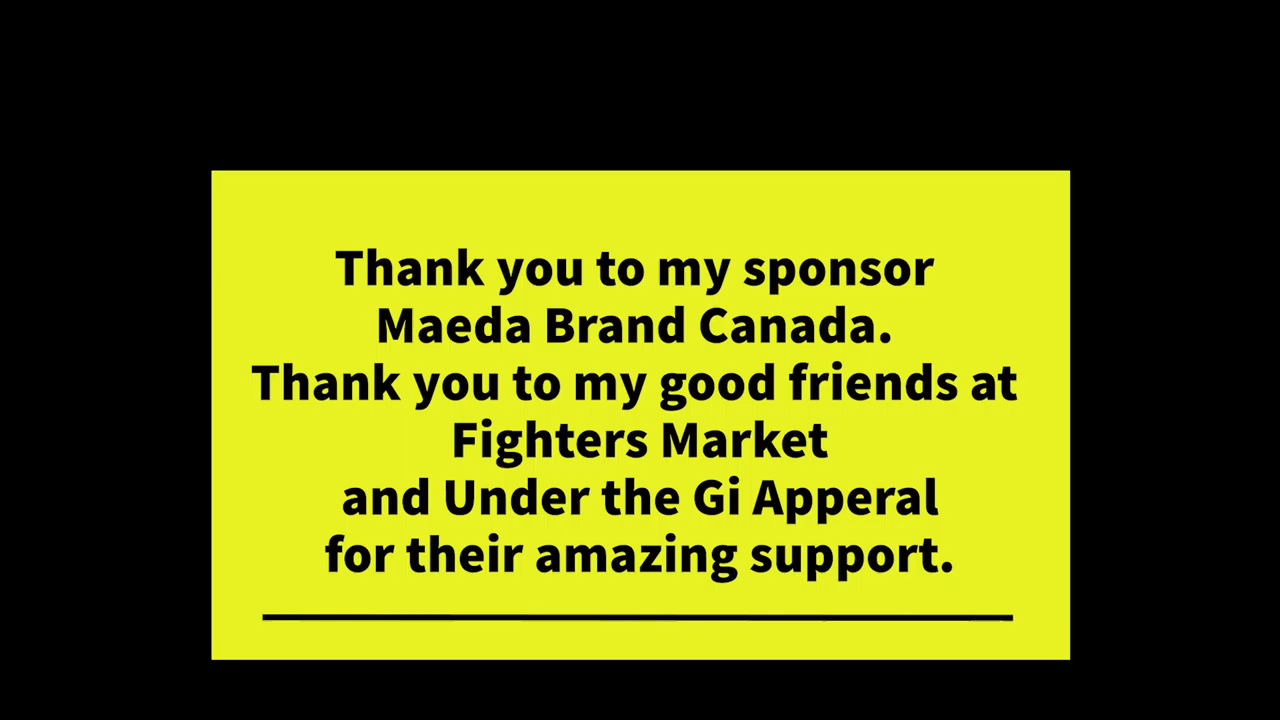 Thank you to my sponsor
Maeda Brand Canada.
Thank you to my good friends at
Fighters Market
and Under the Gi Apperal
for their amazing support.